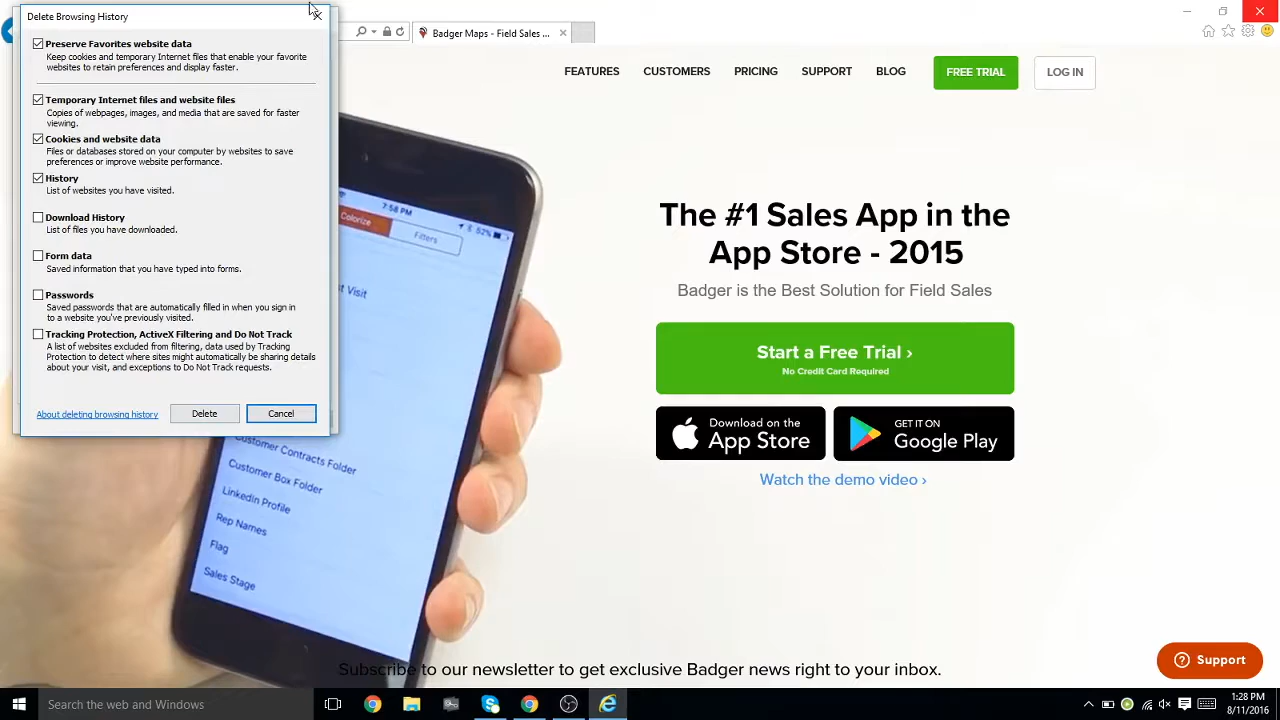 Delete Browsing History
Preserve Favorites website data
Keep cookies and temporary Internet files that enable your favorite
websites to retain preferences and display faster.
Temporary Internet files and website files
Copies of webpages, images, and media that are saved for faster
viewing.
Cookies and website data
Files or databases stored on your computer by websites to save
preferences or improve website performance.
History
List of websites you have visited.
Download History
List of files you have downloaded.
Form data
Saved information that you have typed into forms.
Passwords
Saved passwords that are automatically filled in when you sign in
to a website you've previously visited.
Tracking Protection, ActiveX Filtering and Do Not Track
A list of websites excluded from filtering, data used by Tracking
Protection to detect where sites might automatically be sharing details
about your visit, and exceptions to Do Not Track requests.
About deleting browsing history
Delete
Cancel
Badger Maps - Field Sales ...
FEATURES
CUSTOMERS
PRICING
SUPPORT
BLOG
FREE TRIAL
LOG IN
7:58 PM
52%
Colorize
Filters
Visit
Customer Contracts Folder
Customer Box Folder
Linkedin Profile
Rep Names
Flag
Sales Stage
The #1 Sales App in the
App Store - 2015
Badger is the Best Solution for Field Sales
Start a Free Trial ›
No Credit Card Required
Download on the
App Store
GET IT ON
Google Play
Watch the demo video ›
Subscribe to our newsletter to get exclusive Badger news right to your inbox.
Support
Search the web and Windows
1:28 PM
8/11/2016